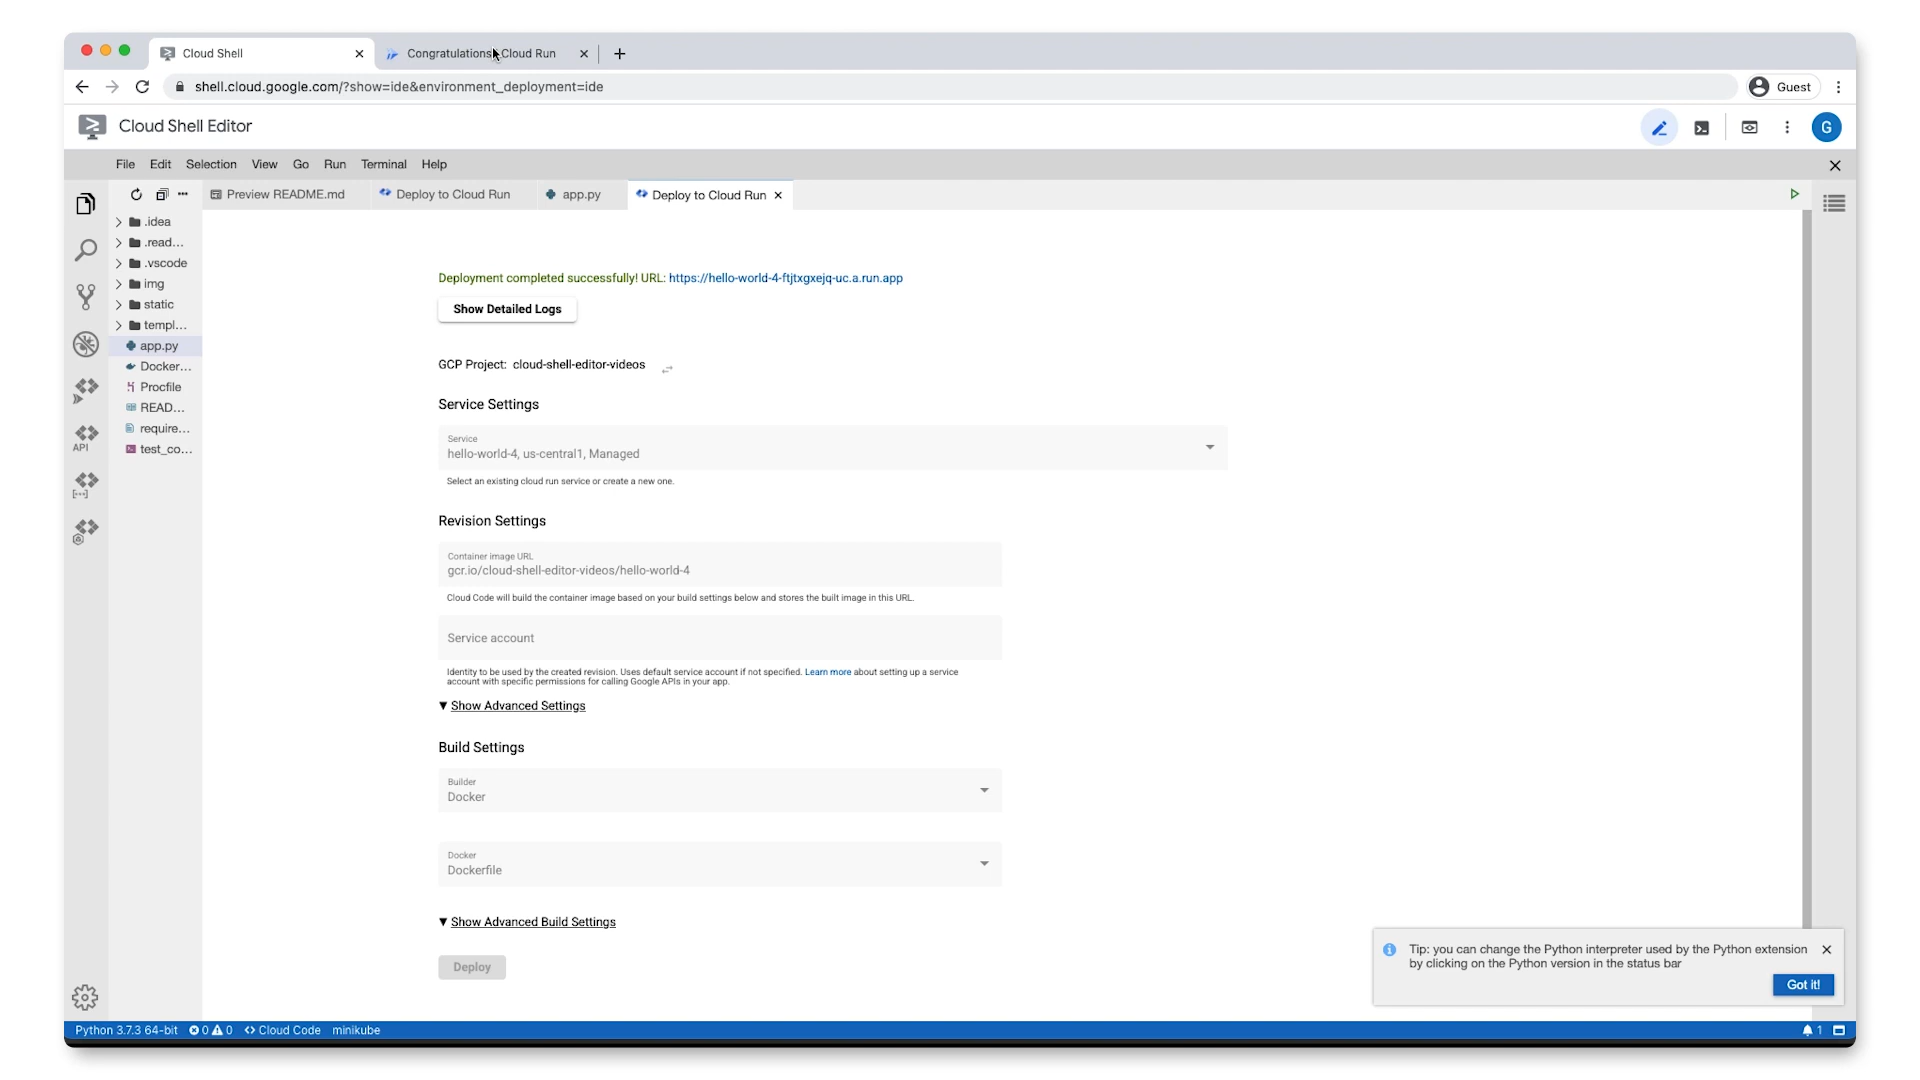 Cloud Shell
Congratulations Cloud Run
shell.cloud.google.com/?show=ide&environment_deployment=ide
Guest
Cloud Shell Editor
G
File Edit Selection View Go Run Terminal Help
Preview README.md
Deploy to Cloud Run
app.py
Deploy to Cloud Run
.idea
.read...
.vscode
img
static
templ...
app.py
Docker...
Procfile
READ...
require...
test_co...
API
Deployment completed successfully! URL: https://hello-world-4-ftjtxgxejq-uc.a.run.app
Show Detailed Logs
GCP Project: cloud-shell-editor-videos
Service Settings
Service
hello-world-4, us-central1, Managed
Select an existing cloud run service or create a new one.
Revision Settings
Container image URL
gcr.io/cloud-shell-editor-videos/hello-world-4
Cloud Code will build the container image based on your build settings below and stores the built image in this URL.
Service account
Identity to be used by the created revision. Uses default service account if not specified. Learn more about setting up a service
account with specific permissions for calling Google APIs in your app.
Show Advanced Settings
Build Settings
Builder
Docker
Docker
Dockerfile
Show Advanced Build Settings
Deploy
Tip: you can change the Python interpreter used by the Python extension
by clicking on the Python version in the status bar
Got it!
Python 3.7.3 64-bit 0 0 Cloud Code minikube
1